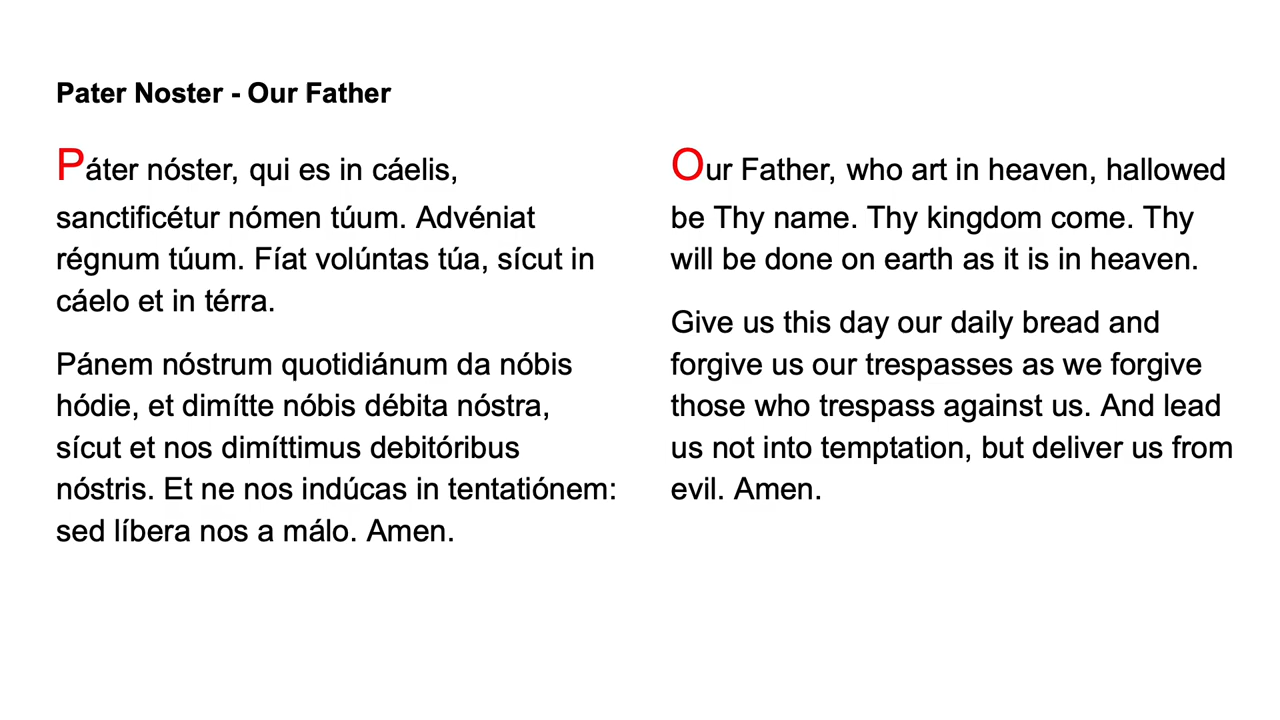 Pater Noster - Our Father
Páter nóster, qui es in cáelis,
sanctificétur nómen túum. Advéniat
régnum túum. Fíat volúntas túa, sícut in
cáelo et in térra.
Pánem nóstrum quotidiánum da nóbis
hódie, et dimítte nóbis débita nóstra,
sícut et nos dimíttimus debitóribus
nóstris. Et ne nos indúcas in tentatiónem:
sed líbera nos a málo. Amen.
Our Father, who art in heaven, hallowed
be Thy name. Thy kingdom come. Thy
will be done on earth as it is in heaven.
Give us this day our daily bread and
forgive us our trespasses as we forgive
those who trespass against us. And lead
us not into temptation, but deliver us from
evil. Amen.